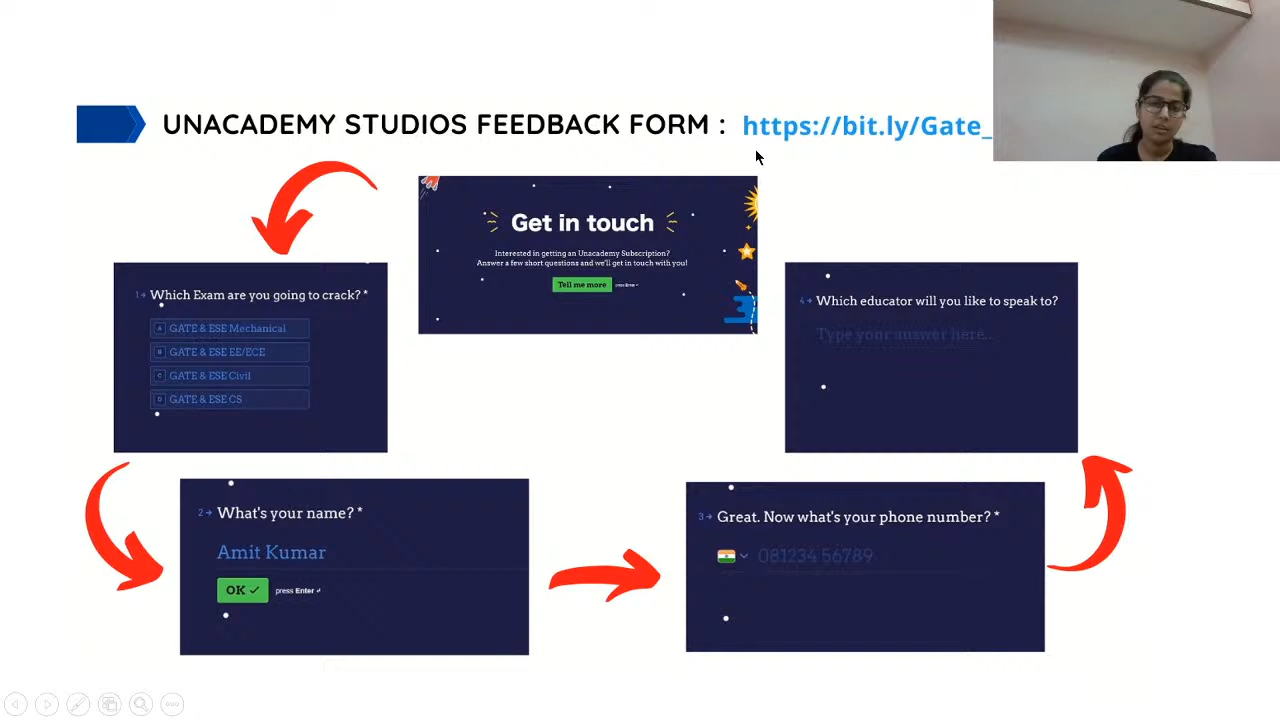 UNACADEMY STUDIOS FEEDBACK FORM : https://bit.ly/Gate_
Get in touch
Interested in getting an Unacademy Subscription?
Answer a few short questions and we'll get in touch with you!
Tell me more press Enter ↵
1→ Which Exam are you going to crack? *
A GATE & ESE Mechanical
B GATE & ESE EE/ECE
C GATE & ESE Civil
D GATE & ESE CS
2→ What's your name? *
Amit Kumar
OK ✓ press Enter ↵
3→ Great. Now what's your phone number? *
081234 56789
4→ Which educator will you like to speak to?
Type your answer here...